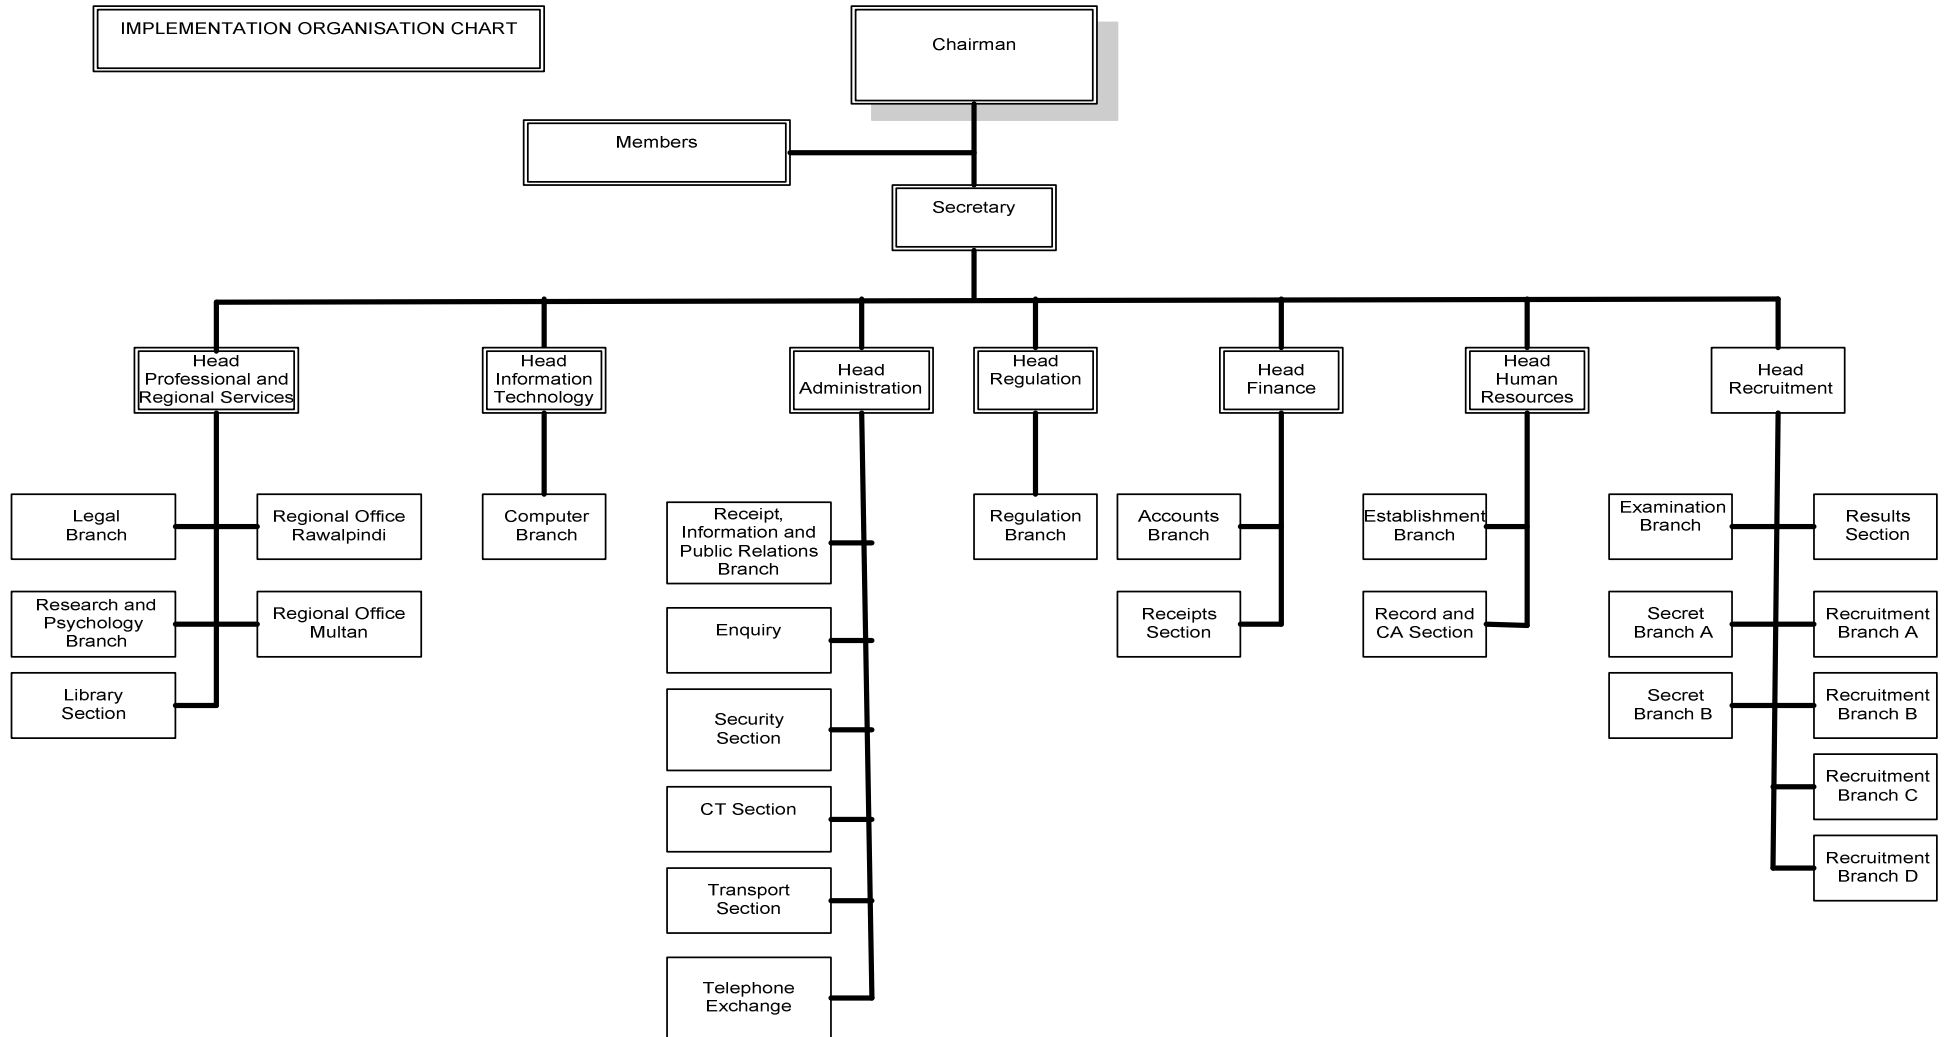 IMPLEMENTATION ORGANISATION CHART
Chairman
Members
Secretary
Head
Professional and
Regional Services
Head
Information
Technology
Head
Administration
Head
Regulation
Head
Finance
Head
Human
Resources
Head
Recruitment
Legal
Branch
Regional Office
Rawalpindi
Research and
Psychology
Branch
Regional Office
Multan
Library
Section
Computer
Branch
Receipt,
Information and
Public Relations
Branch
Enquiry
Security
Section
CT Section
Transport
Section
Telephone
Exchange
Regulation
Branch
Accounts
Branch
Receipts
Section
Establishment
Branch
Record and
CA Section
Examination
Branch
Results
Section
Secret
Branch A
Recruitment
Branch A
Secret
Branch B
Recruitment
Branch B
Recruitment
Branch C
Recruitment
Branch D